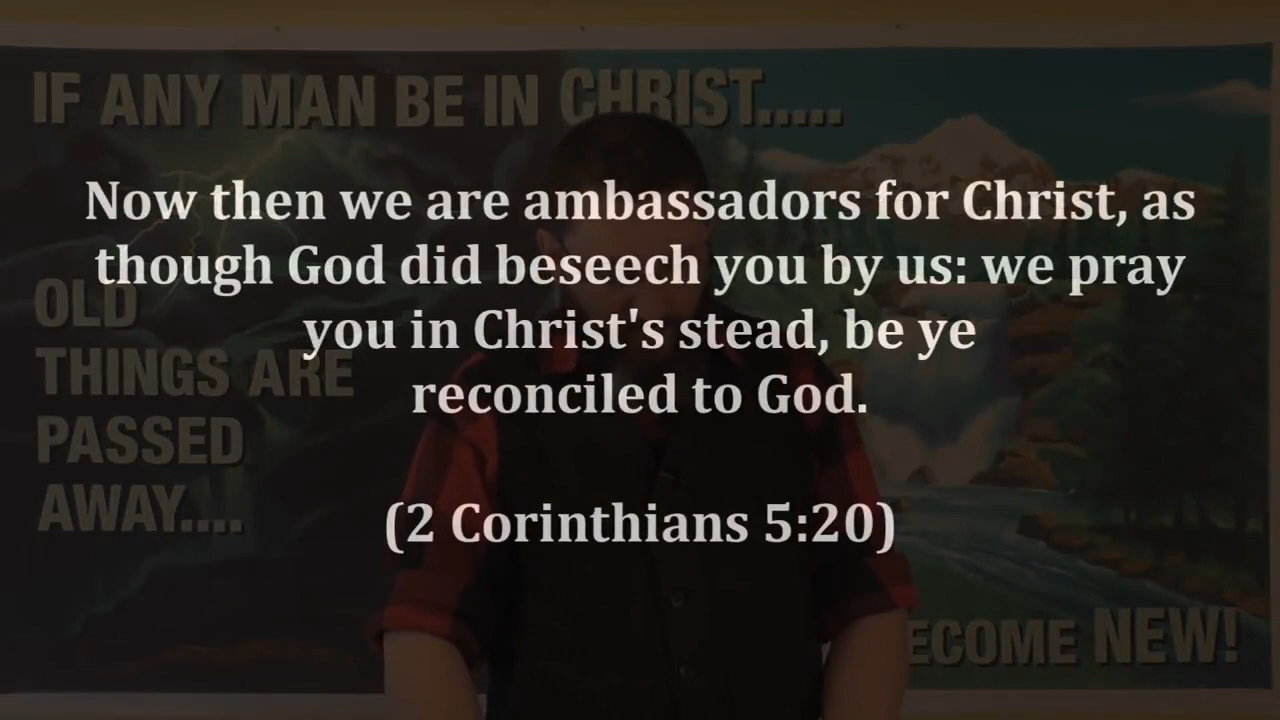 IF ANY MAN BE IN CHRIST.....
Now then we are ambassadors for Christ, as
though God did beseech you by us: we pray
you in Christ's stead, be ye
reconciled to God.
(2 Corinthians 5:20)
OLD
THINGS ARE
PASSED
AWAY....
ECOME NEW!